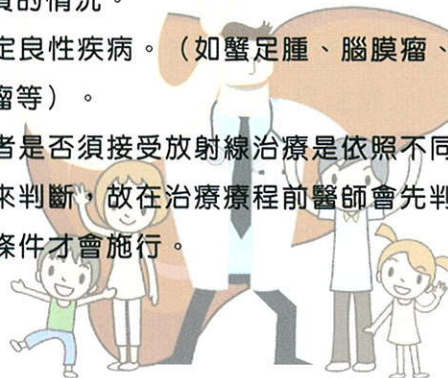 質的情況。
定良性疾病。（如蟹足腫、腦膜瘤、
瘤等）。
者是否須接受放射線治療是依照不同
來判斷，故在治療療程前醫師會先判
條件才會施行。